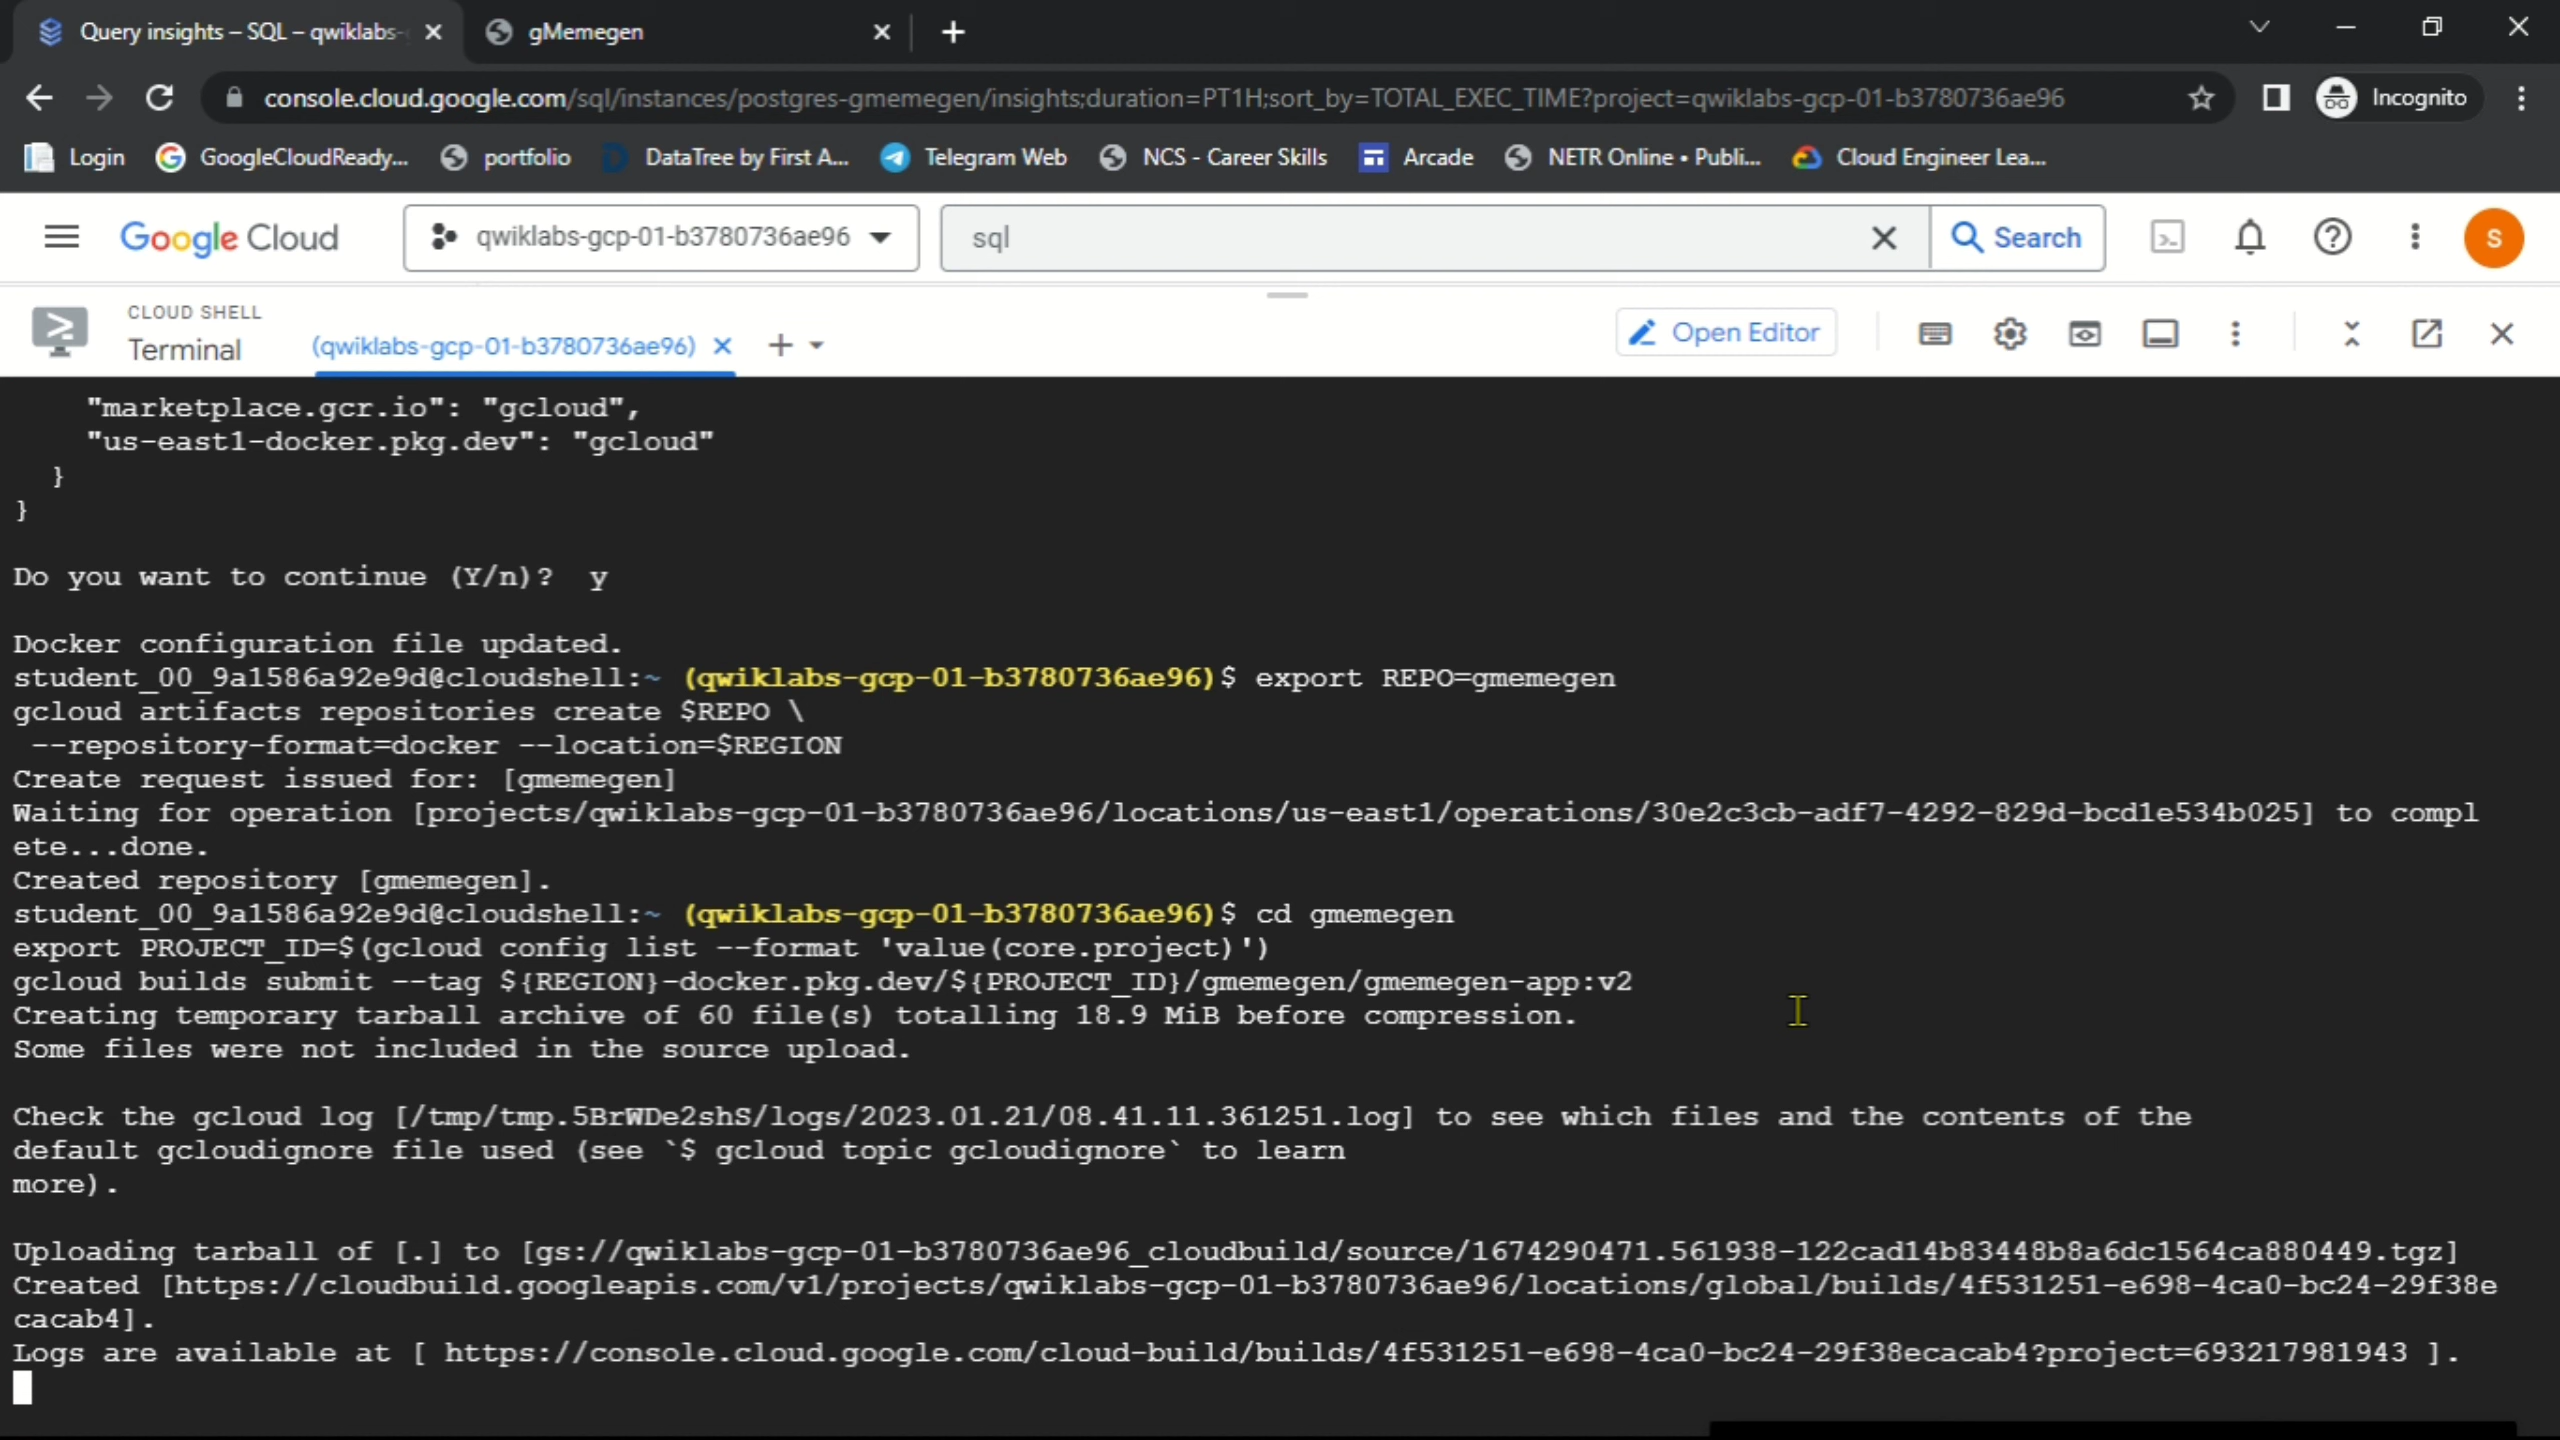 Query insights – SQL – qwiklabs-
gMemegen
console.cloud.google.com/sql/instances/postgres-gmemegen/insights;duration=PT1H;sort_by=TOTAL_EXEC_TIME?project=qwiklabs-gcp-01-b3780736ae96
Incognito
Login
GoogleCloudReady...
portfolio
DataTree by First A...
Telegram Web
NCS - Career Skills
Arcade
NETR Online • Publi...
Cloud Engineer Lea...
Google Cloud
qwiklabs-gcp-01-b3780736ae96
sql
Search
S
CLOUD SHELL
Terminal
(qwiklabs-gcp-01-b3780736ae96)
Open Editor
"marketplace.gcr.io": "gcloud",
"us-east1-docker.pkg.dev": "gcloud"
}
}
Do you want to continue (Y/n)?  y
Docker configuration file updated.
student_00_9a1586a92e9d@cloudshell:~ (qwiklabs-gcp-01-b3780736ae96)$ export REPO=gmemegen
gcloud artifacts repositories create $REPO \
--repository-format=docker --location=$REGION
Create request issued for: [gmemegen]
Waiting for operation [projects/qwiklabs-gcp-01-b3780736ae96/locations/us-east1/operations/30e2c3cb-adf7-4292-829d-bcd1e534b025] to compl
ete...done.
Created repository [gmemegen].
student_00_9a1586a92e9d@cloudshell:~ (qwiklabs-gcp-01-b3780736ae96)$ cd gmemegen
export PROJECT_ID=$(gcloud config list --format 'value(core.project)')
gcloud builds submit --tag ${REGION}-docker.pkg.dev/${PROJECT_ID}/gmemegen/gmemegen-app:v2
Creating temporary tarball archive of 60 file(s) totalling 18.9 MiB before compression.
Some files were not included in the source upload.
Check the gcloud log [/tmp/tmp.5BrWDe2shS/logs/2023.01.21/08.41.11.361251.log] to see which files and the contents of the
default gcloudignore file used (see `$ gcloud topic gcloudignore` to learn
more).
Uploading tarball of [.] to [gs://qwiklabs-gcp-01-b3780736ae96_cloudbuild/source/1674290471.561938-122cad14b83448b8a6dc1564ca880449.tgz]
Created [https://cloudbuild.googleapis.com/v1/projects/qwiklabs-gcp-01-b3780736ae96/locations/global/builds/4f531251-e698-4ca0-bc24-29f38e
cacab4].
Logs are available at [ https://console.cloud.google.com/cloud-build/builds/4f531251-e698-4ca0-bc24-29f38ecacab4?project=693217981943 ].